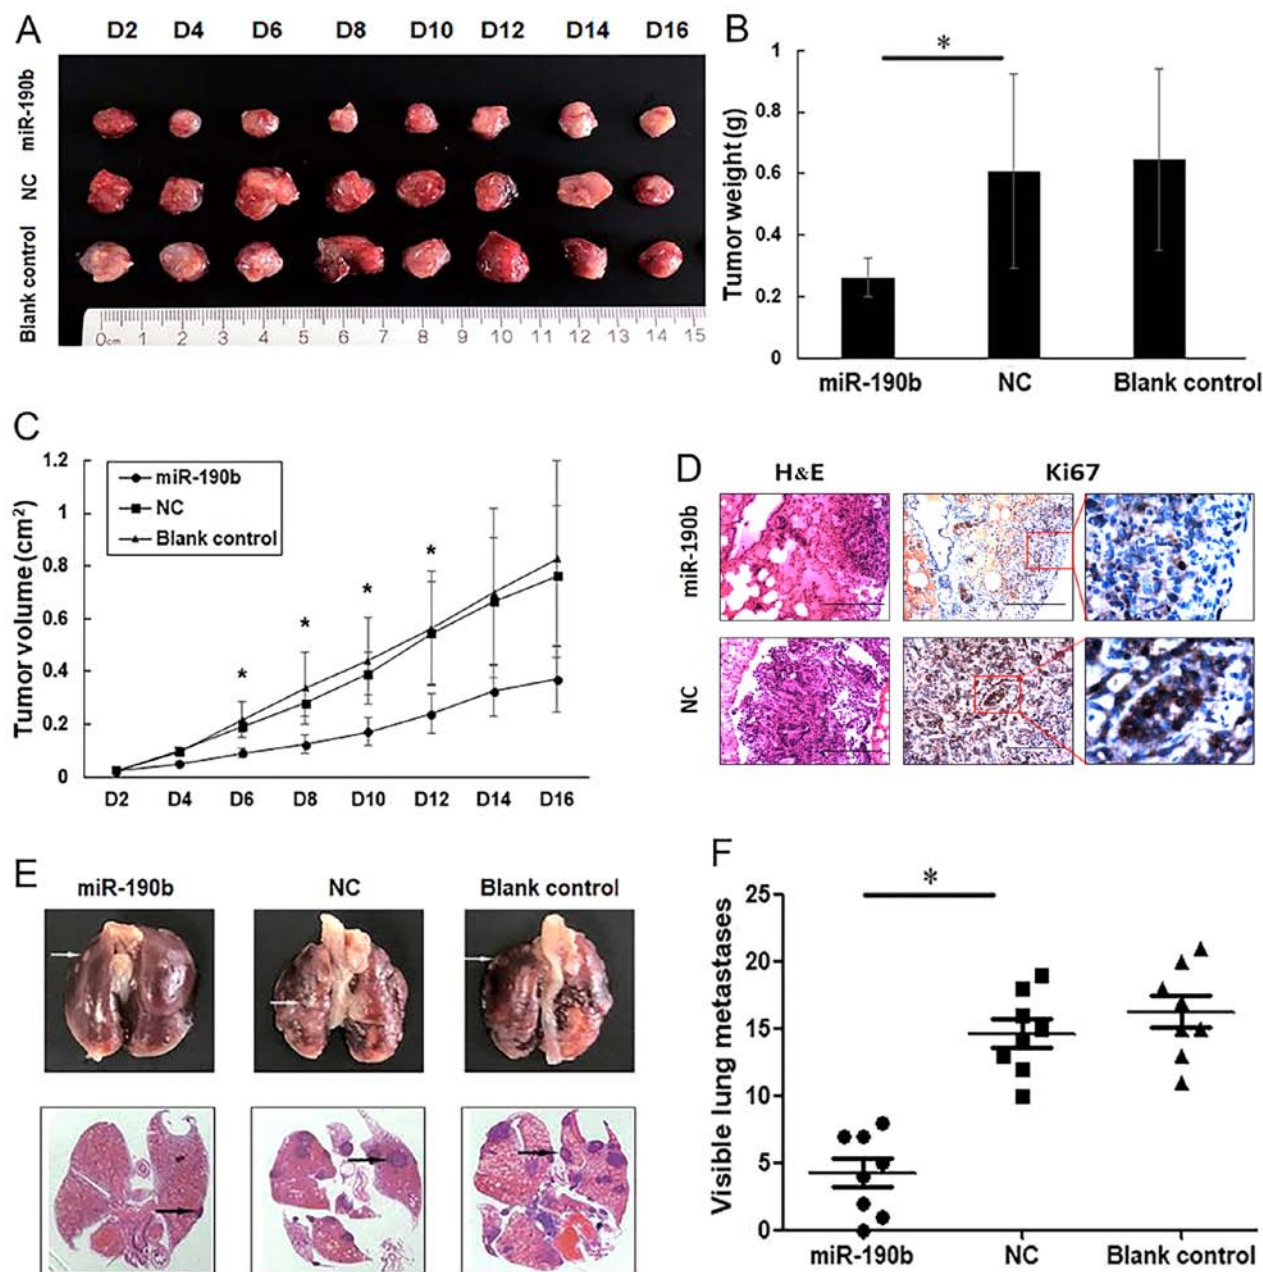 A
D2 D4 D6 D8 D10 D12 D14 D16
miR-190b
NC
Blank control
0cm 1 2 3 4 5 6 7 8 9 10 11 12 13 14 15
B
*
Tumor weight (g)
1
0.8
0.6
0.4
0.2
0
miR-190b NC Blank control
C
Tumor volume (cm²)
1.2
1
0.8
0.6
0.4
0.2
0
miR-190b
NC
Blank control
* * * *
D2 D4 D6 D8 D10 D12 D14 D16
D
H&E Ki67
miR-190b
NC
E
miR-190b NC Blank control
F
*
Visible lung metastases
25
20
15
10
5
0
miR-190b NC Blank control